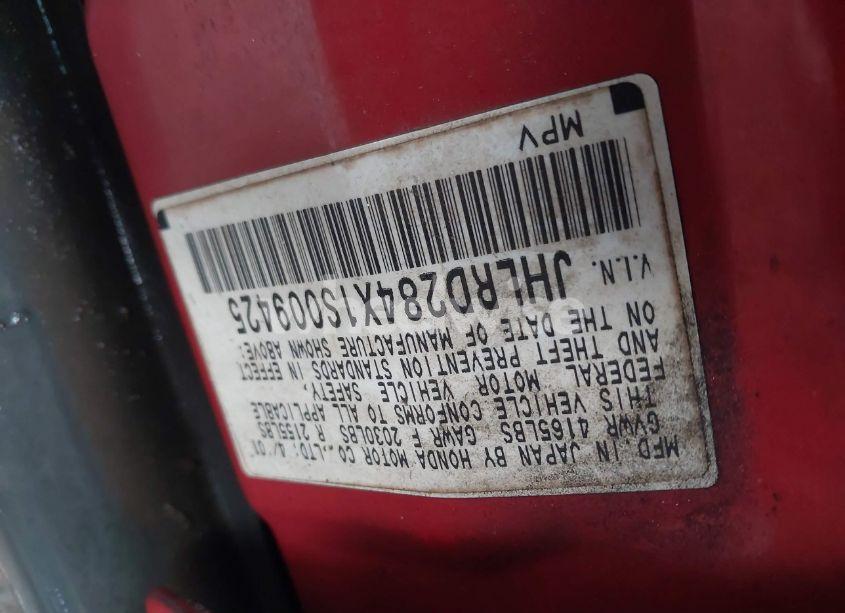 MFD IN JAPAN BY HONDA MOTOR CO.,LTD; 4/01
GVWR 4165LBS GAWR F 2030LBS R 2155LBS
THIS VEHICLE CONFORMS TO ALL APPLICABLE
FEDERAL MOTOR VEHICLE SAFETY,
AND THEFT PREVENTION STANDARDS IN EFFECT
ON THE DATE OF MANUFACTURE SHOWN ABOVE:
V.I.N. JHLRD284X1S009425
MPV